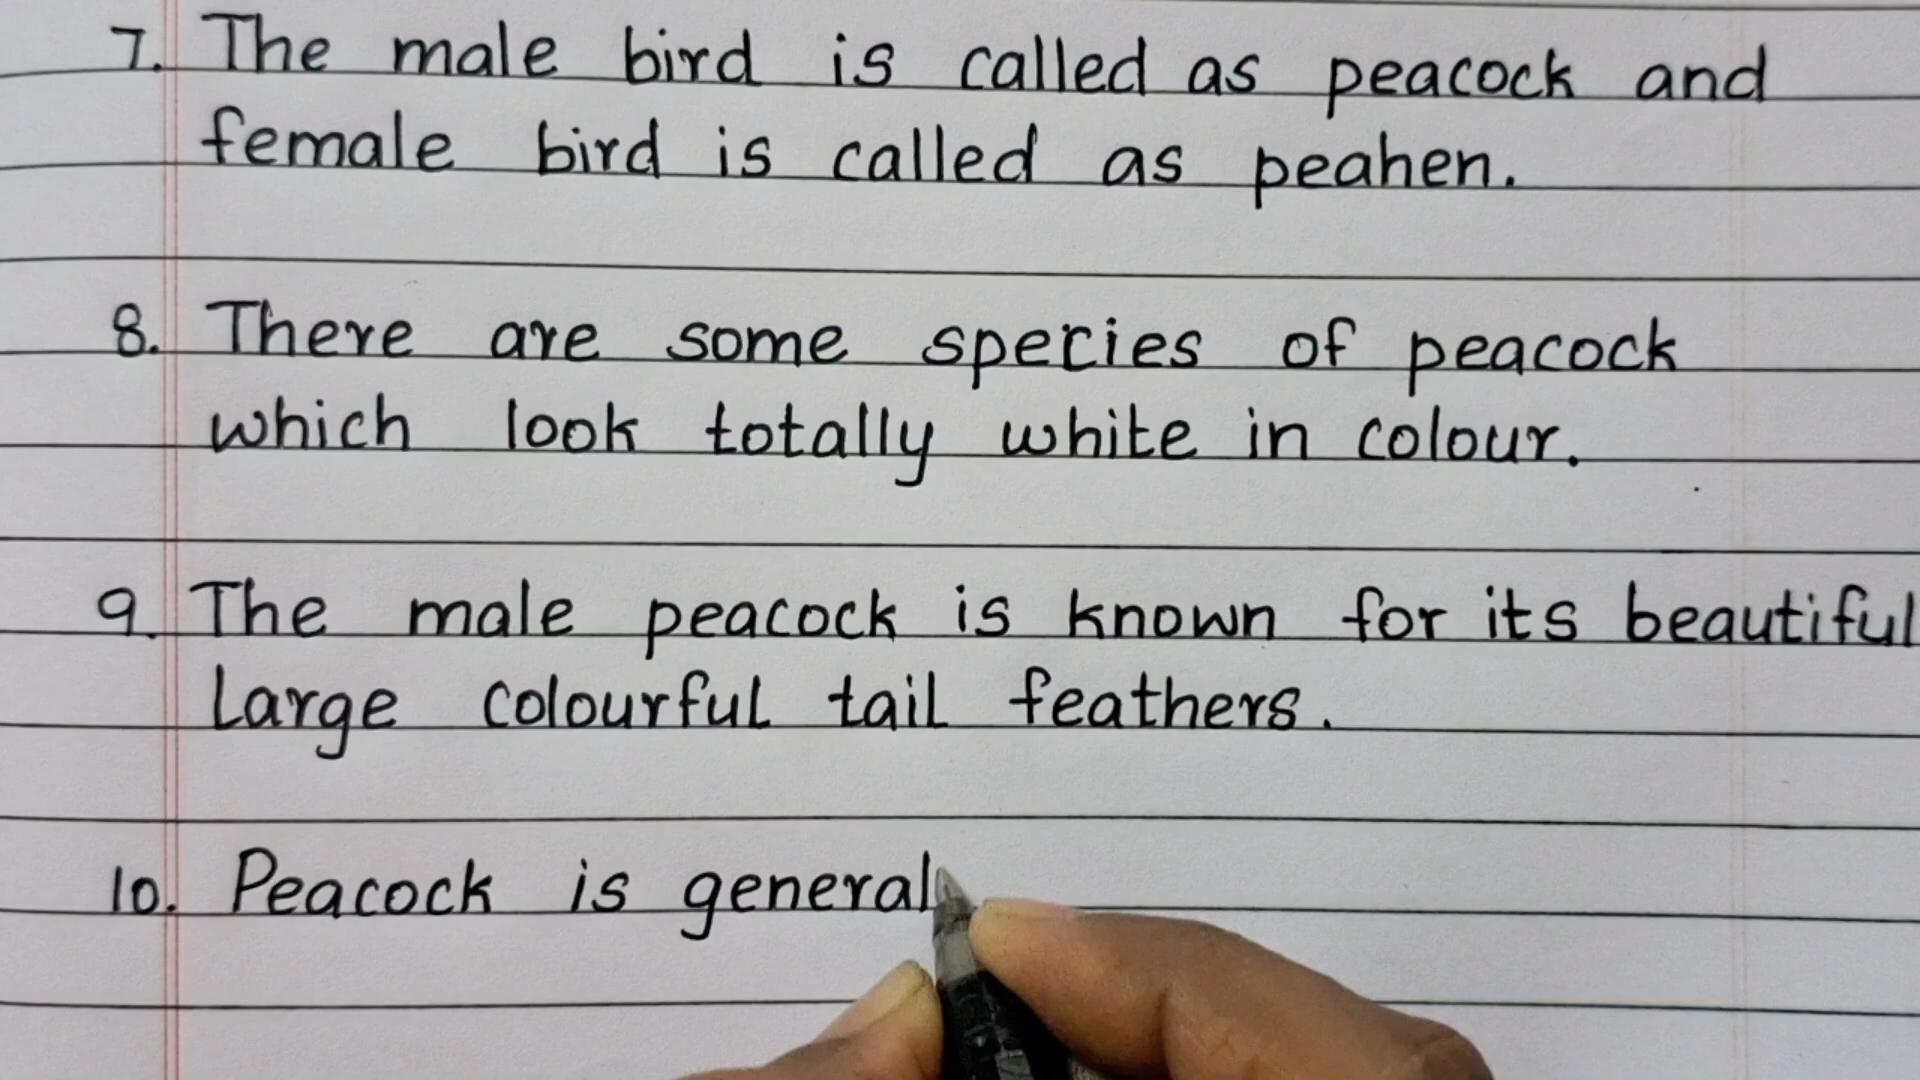 7. The male bird is called as peacock and
female bird is called as peahen.
8. There are some species of peacock
which look totally white in colour.
9. The male peacock is known for its beautiful
Large colourful tail feathers.
10. Peacock is general